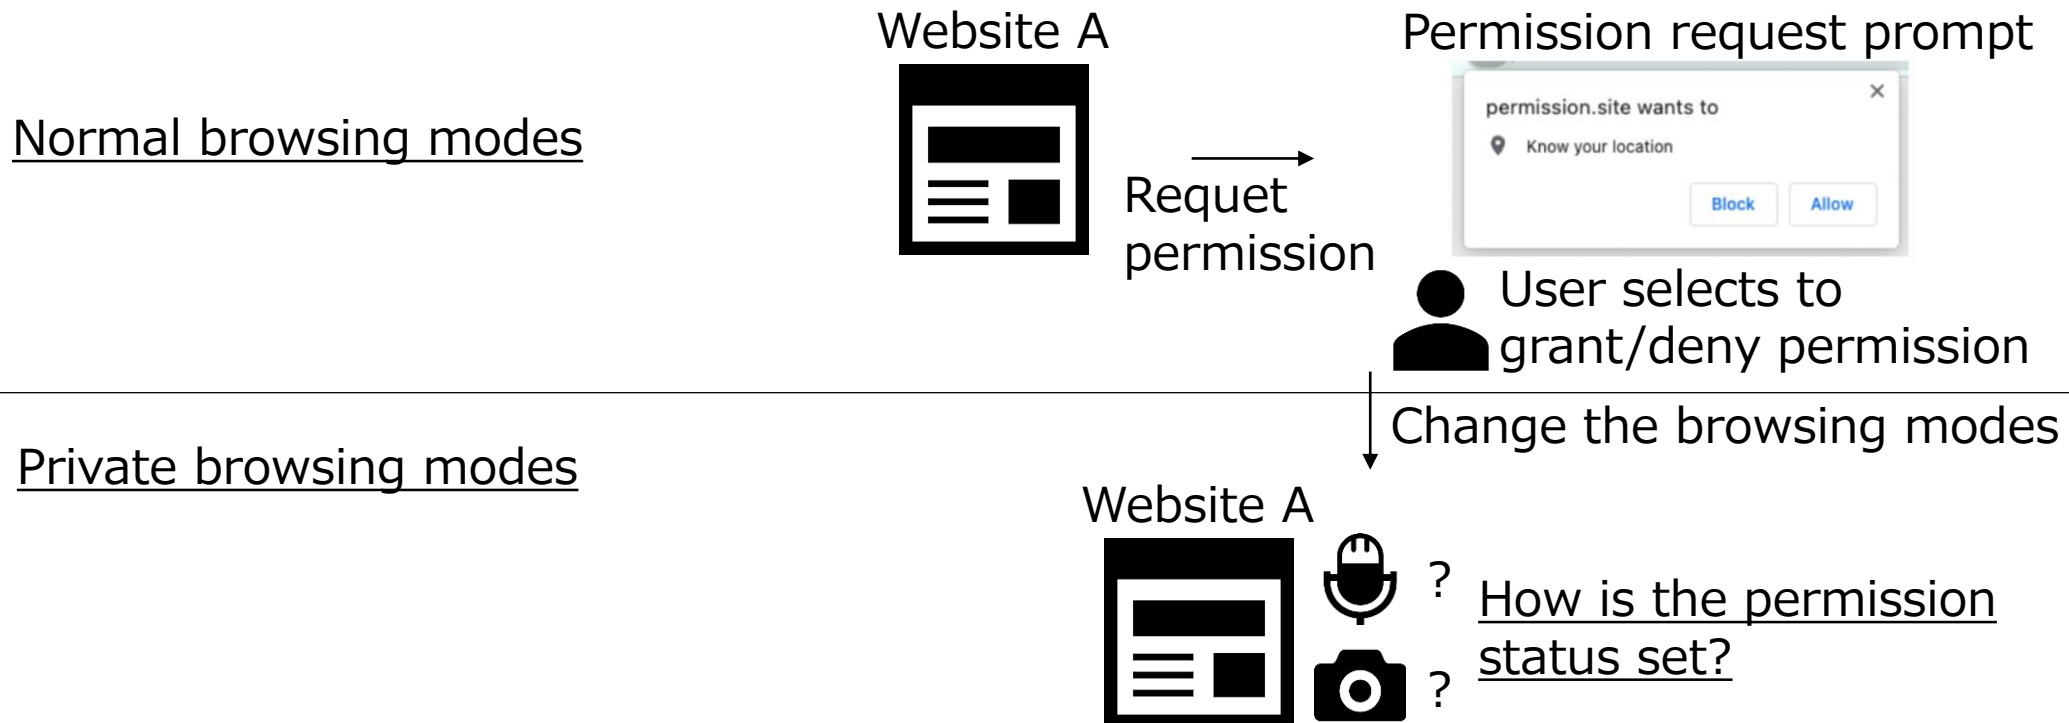 Normal browsing modes
Website A
Requet
permission
Permission request prompt
permission.site wants to
Know your location
Block
Allow
User selects to
grant/deny permission
Change the browsing modes
Private browsing modes
Website A
?
?
How is the permission
status set?